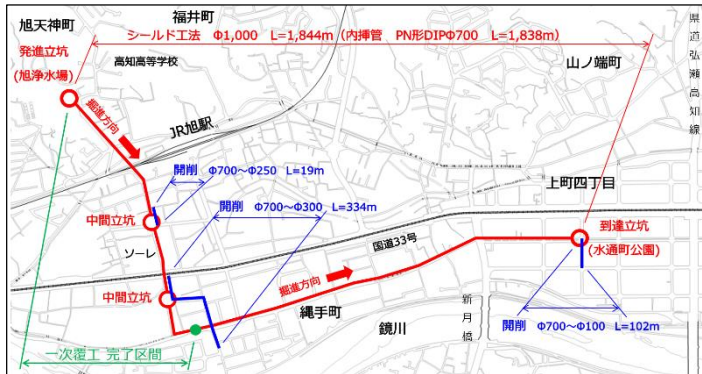 旭天神町
福井町
シールド工法 Φ1,000 L=1,844m（内挿管 PN形DIPΦ700 1,838m）
発進立坑
(旭浄水場)
高知高等学校
山ノ端町
県道弘瀬高知線
掘進方向
JR旭駅
開削 Φ700～Φ250 L=19m
上町四丁目
開削 Φ700～Φ300 L=334m
中間立坑
到達立坑
(水通町公園)
ソーレ
国道33号
中間立坑
掘進方向
新月橋
縄手町
鏡川
開削 Φ700～Φ100 L=102m
一次覆工 完了区間